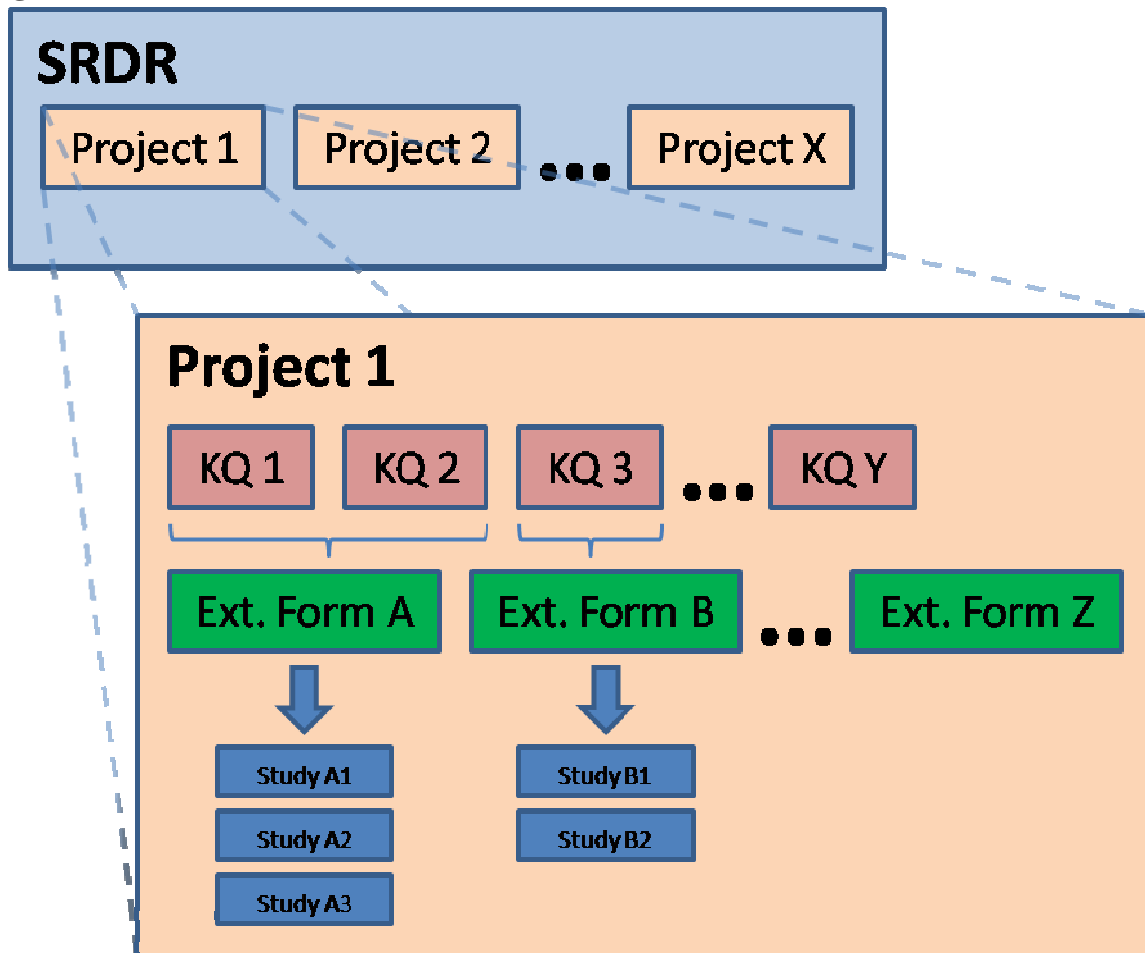 SRDR
Project 1 Project 2 ... Project X
Project 1
KQ 1 KQ 2 KQ 3 ... KQ Y
Ext. Form A Ext. Form B ... Ext. Form Z
Study A1 Study B1
Study A2 Study B2
Study A3